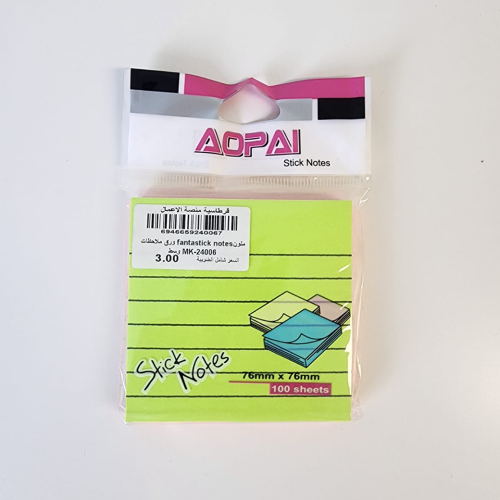 AOPAI
Stick Notes
قرطاسية منصة الاعمال
6946659240067
ورق ملاحظات fantastick notes ملون
وسط MK-24006
3.00 السعر شامل الضريبة
Stick
Notes
76mm x 76mm
100 sheets